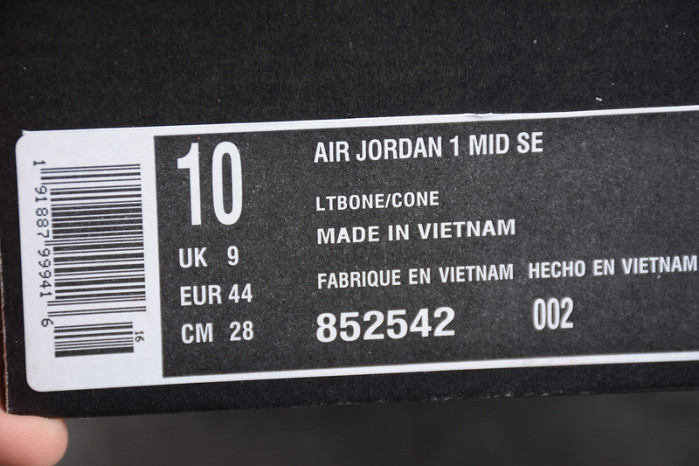 10
AIR JORDAN 1 MID SE
LTBONE/CONE
MADE IN VIETNAM
UK 9
FABRIQUE EN VIETNAM HECHO EN VIETNAM
EUR 44
CM 28
852542 002
1 91887 99941 6
16